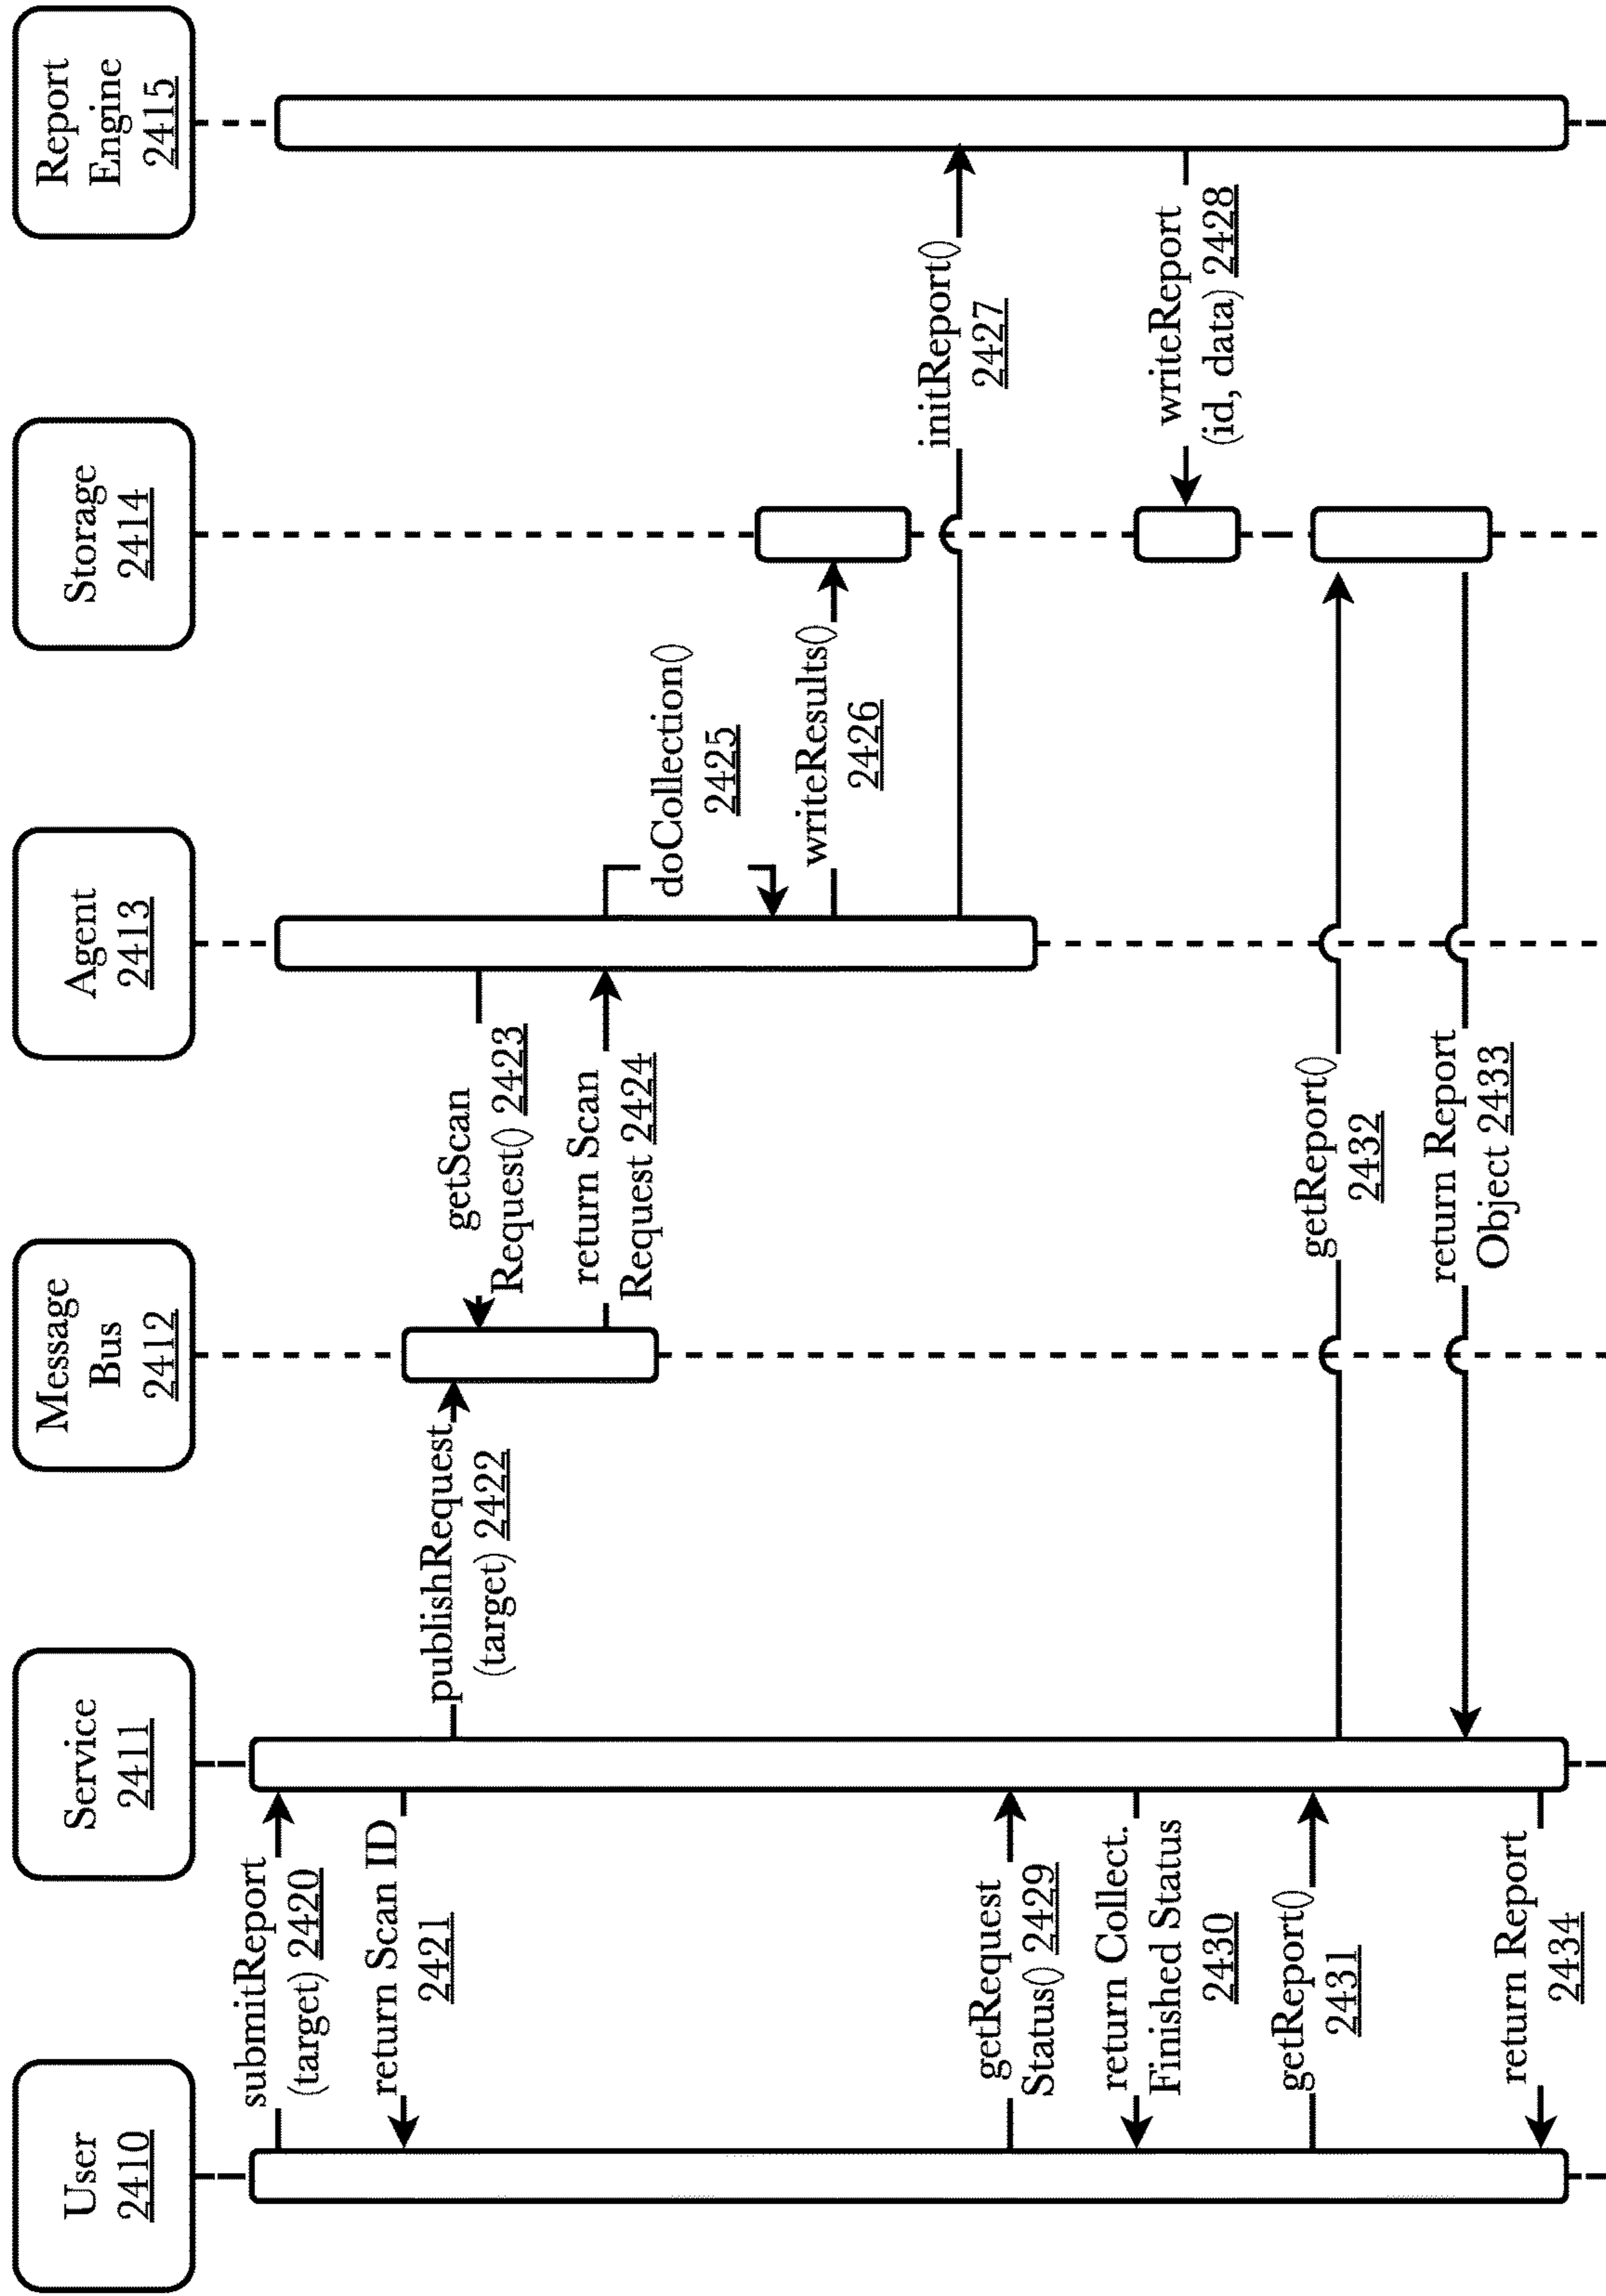 User
2410
Service
2411
Message
Bus
2412
Agent
2413
Storage
2414
Report
Engine
2415
submitReport
(target) 2420
return Scan ID
2421
publishRequest
(target) 2422
getScan
Request() 2423
return Scan
Request 2424
doCollection()
2425
writeResults()
2426
initReport()
2427
writeReport
(id, data) 2428
getRequest
Status() 2429
return Collect.
Finished Status
2430
getReport()
2431
getReport()
2432
return Report
Object 2433
return Report
2434